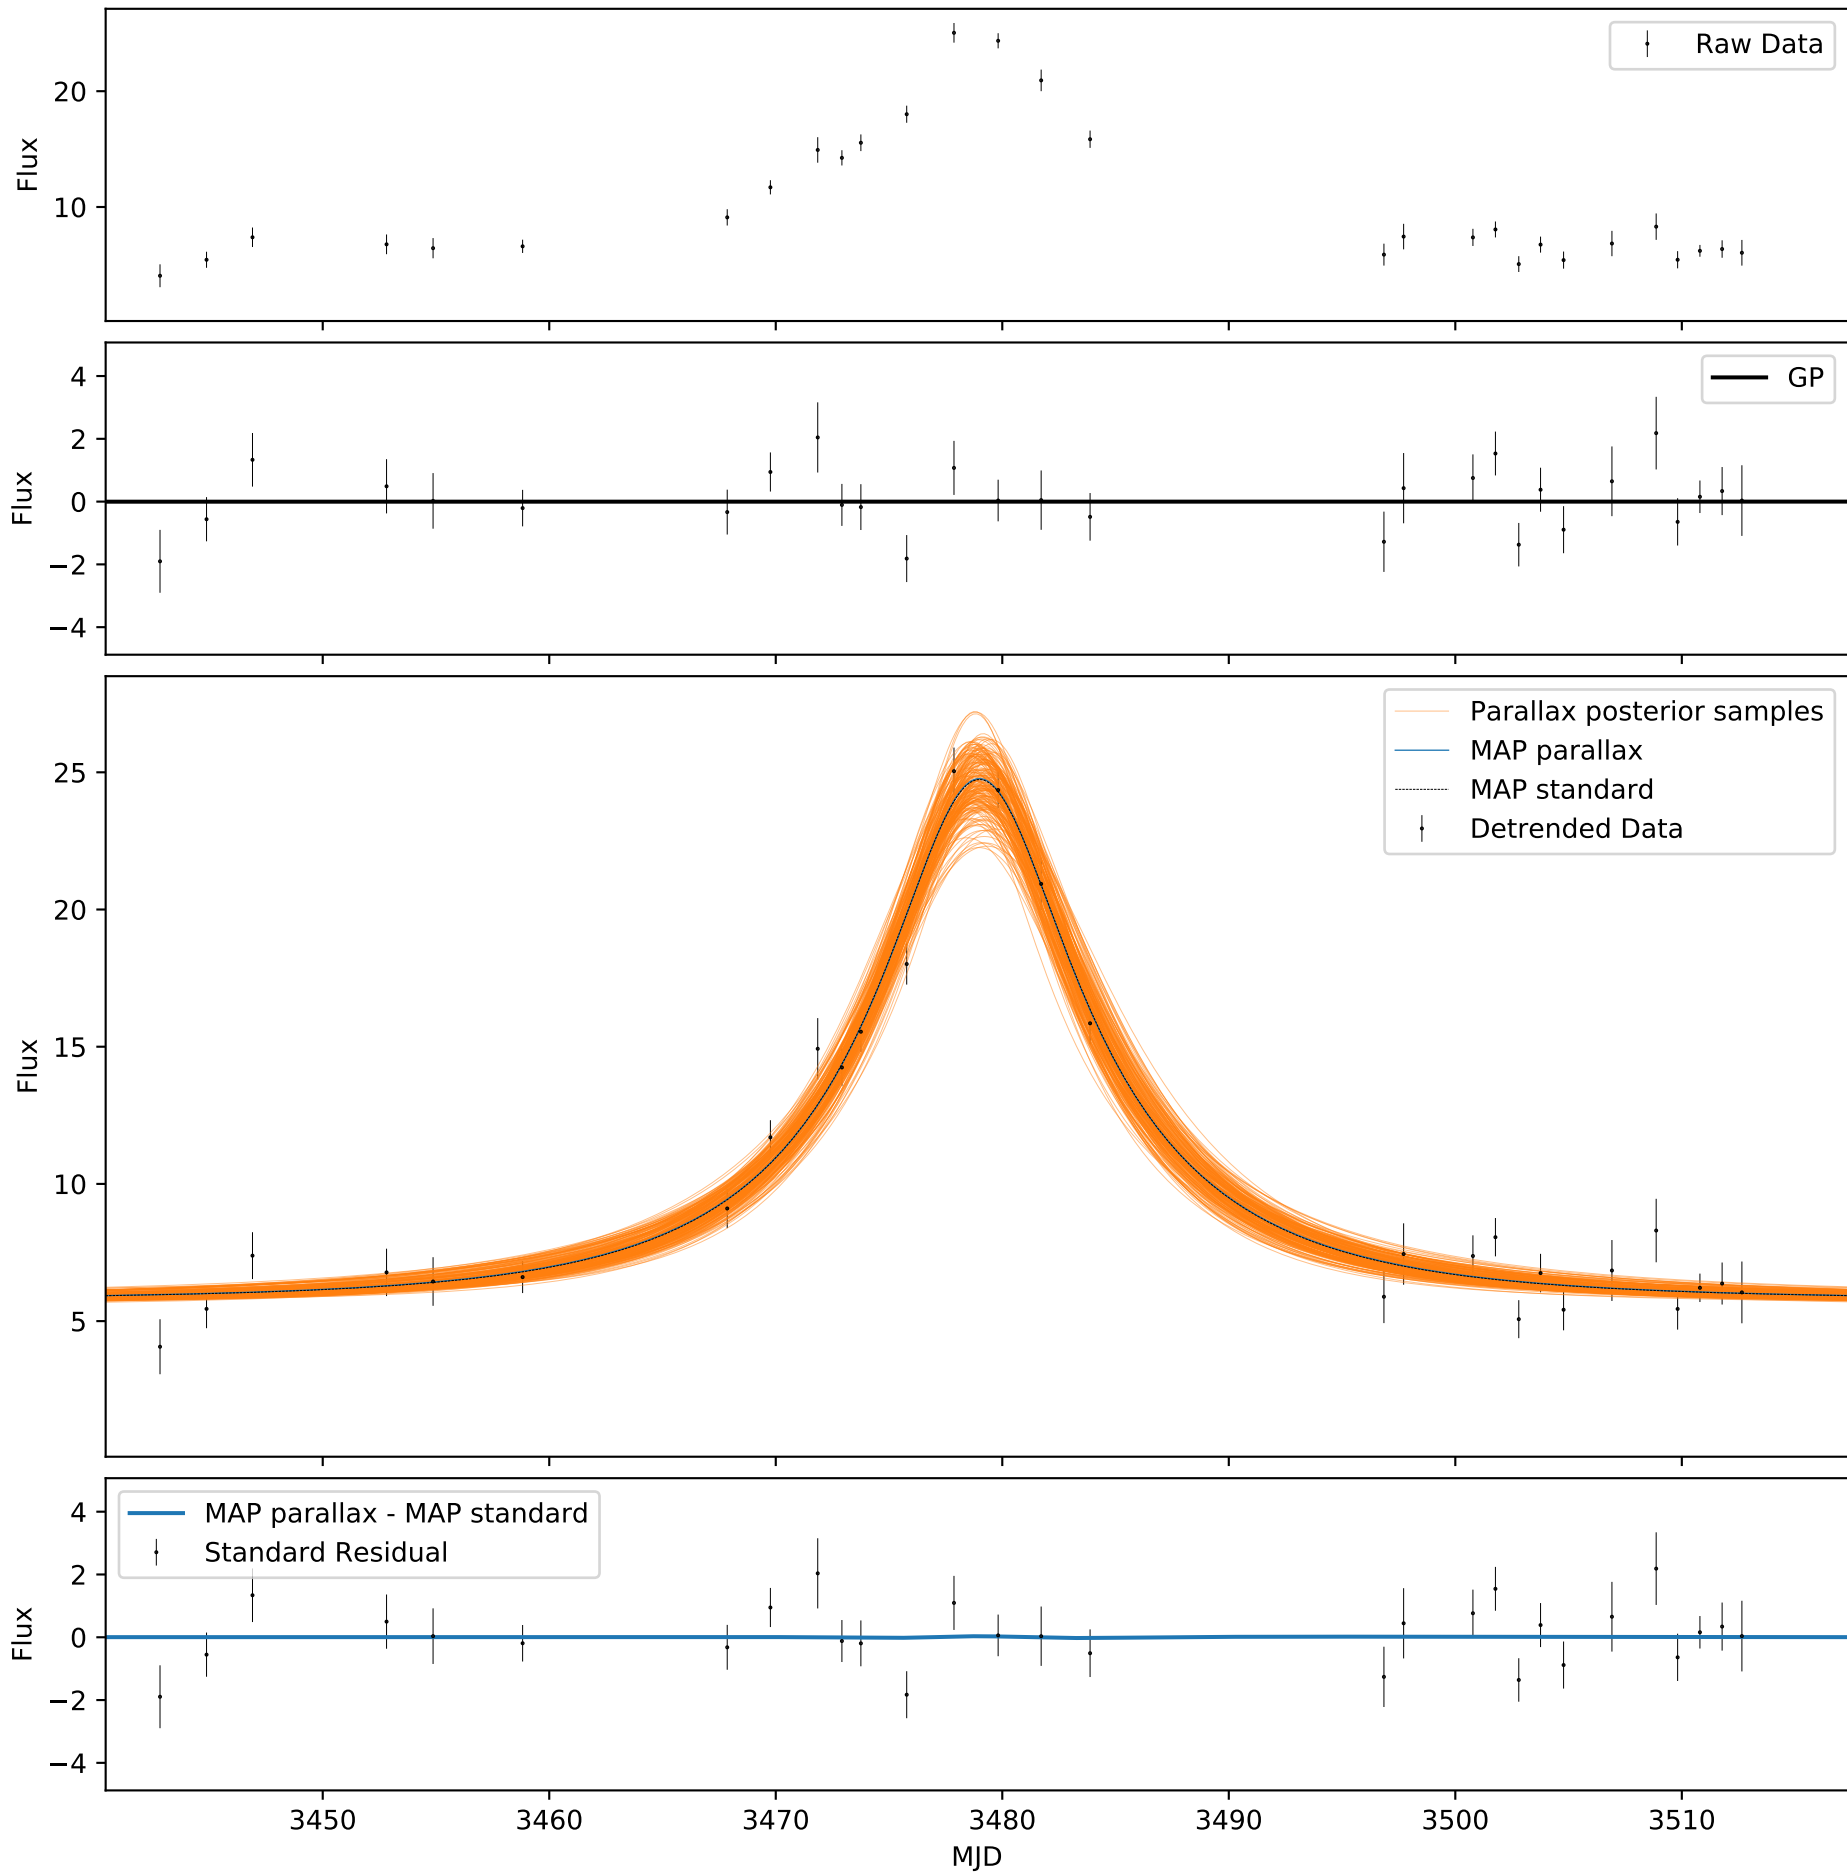 Flux
20
10
Raw Data
Flux
4
2
0
−2
−4
GP
Flux
25
20
15
10
5
Parallax posterior samples
MAP parallax
MAP standard
Detrended Data
Flux
4
2
0
−2
−4
MAP parallax - MAP standard
Standard Residual
3450 3460 3470 3480 3490 3500 3510
MJD